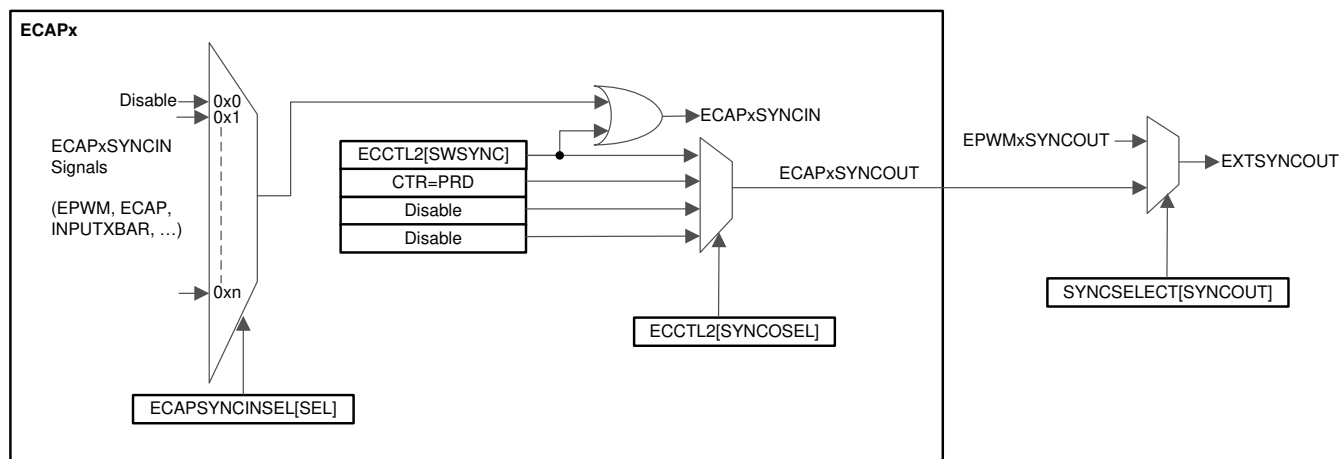 ECAPx
Disable
0x0
0x1
ECAPxSYNCIN
Signals
(EPWM, ECAP,
INPUTXBAR, …)
0xn
ECAPSYNCINSEL[SEL]
ECAPxSYNCIN
ECCTL2[SWSYNC]
CTR=PRD
Disable
Disable
ECAPxSYNCOUT
ECCTL2[SYNCOSEL]
EPWMxSYNCOUT
EXTSYNCOUT
SYNCSELECT[SYNCOUT]